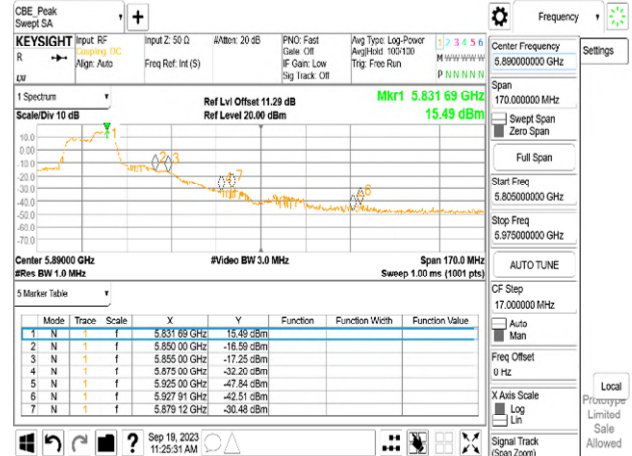 CBE_Peak
Swept SA
Frequency
KEYSIGHT
R
Input: RF
Coupling: DC
Align: Auto
Input Z: 50 Ω
Freq Ref: Int (S)
#Atten: 20 dB
PNO: Fast
Gate: Off
IF Gain: Low
Sig Track: Off
Avg Type: Log-Power
Avg|Hold: 100/100
Trig: Free Run
1 2 3 4 5 6
M W W W W W
P N N N N N
1 Spectrum
Scale/Div 10 dB
Ref Lvl Offset 11.29 dB
Ref Level 20.00 dBm
Mkr1 5.831 69 GHz
15.49 dBm
10.0
0.00
-10.0
-20.0
-30.0
-40.0
-50.0
-60.0
-70.0
1
2
3
7
6
Center 5.89000 GHz
#Res BW 1.0 MHz
#Video BW 3.0 MHz
Span 170.0 MHz
Sweep 1.00 ms (1001 pts)
5 Marker Table
Mode Trace Scale X Y Function Function Width Function Value
1 N 1 f 5.831 69 GHz 15.49 dBm
2 N 1 f 5.850 00 GHz -16.59 dBm
3 N 1 f 5.855 00 GHz -17.25 dBm
4 N 1 f 5.875 00 GHz -32.20 dBm
5 N 1 f 5.925 00 GHz -47.84 dBm
6 N 1 f 5.927 91 GHz -42.51 dBm
7 N 1 f 5.879 12 GHz -30.48 dBm
Sep 19, 2023
11:25:31 AM
Center Frequency
5.890000000 GHz
Settings
Span
170.000000 MHz
Swept Span
Zero Span
Full Span
Start Freq
5.805000000 GHz
Stop Freq
5.975000000 GHz
AUTO TUNE
CF Step
17.000000 MHz
Auto
Man
Freq Offset
0 Hz
X Axis Scale
Log
Lin
Signal Track
(Span Zoom)
Local
Prototype
Limited
Sale
Allowed